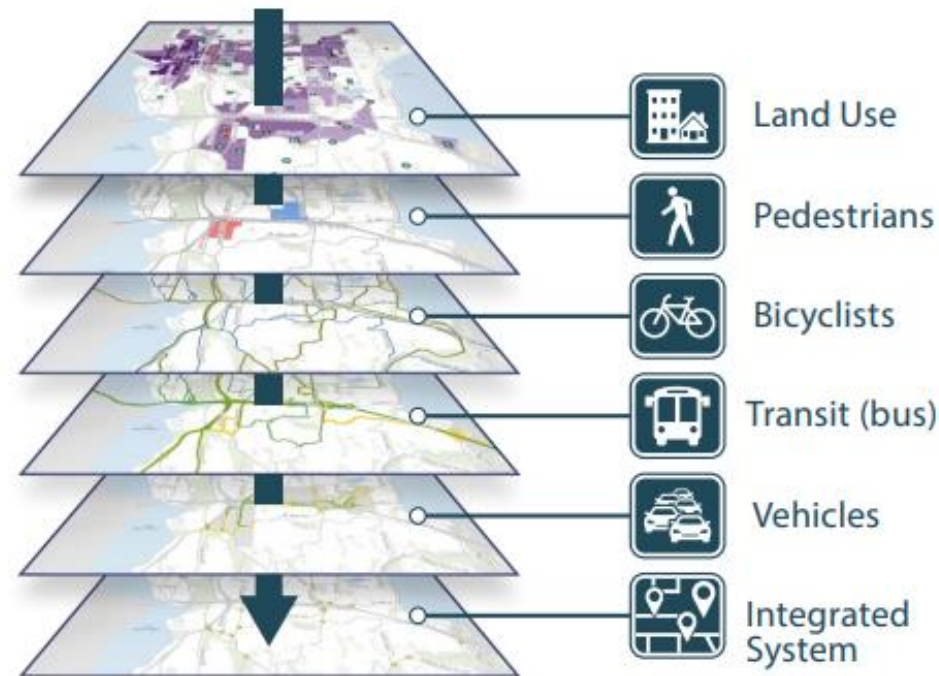 Land Use
Pedestrians
Bicyclists
Transit (bus)
Vehicles
Integrated
System